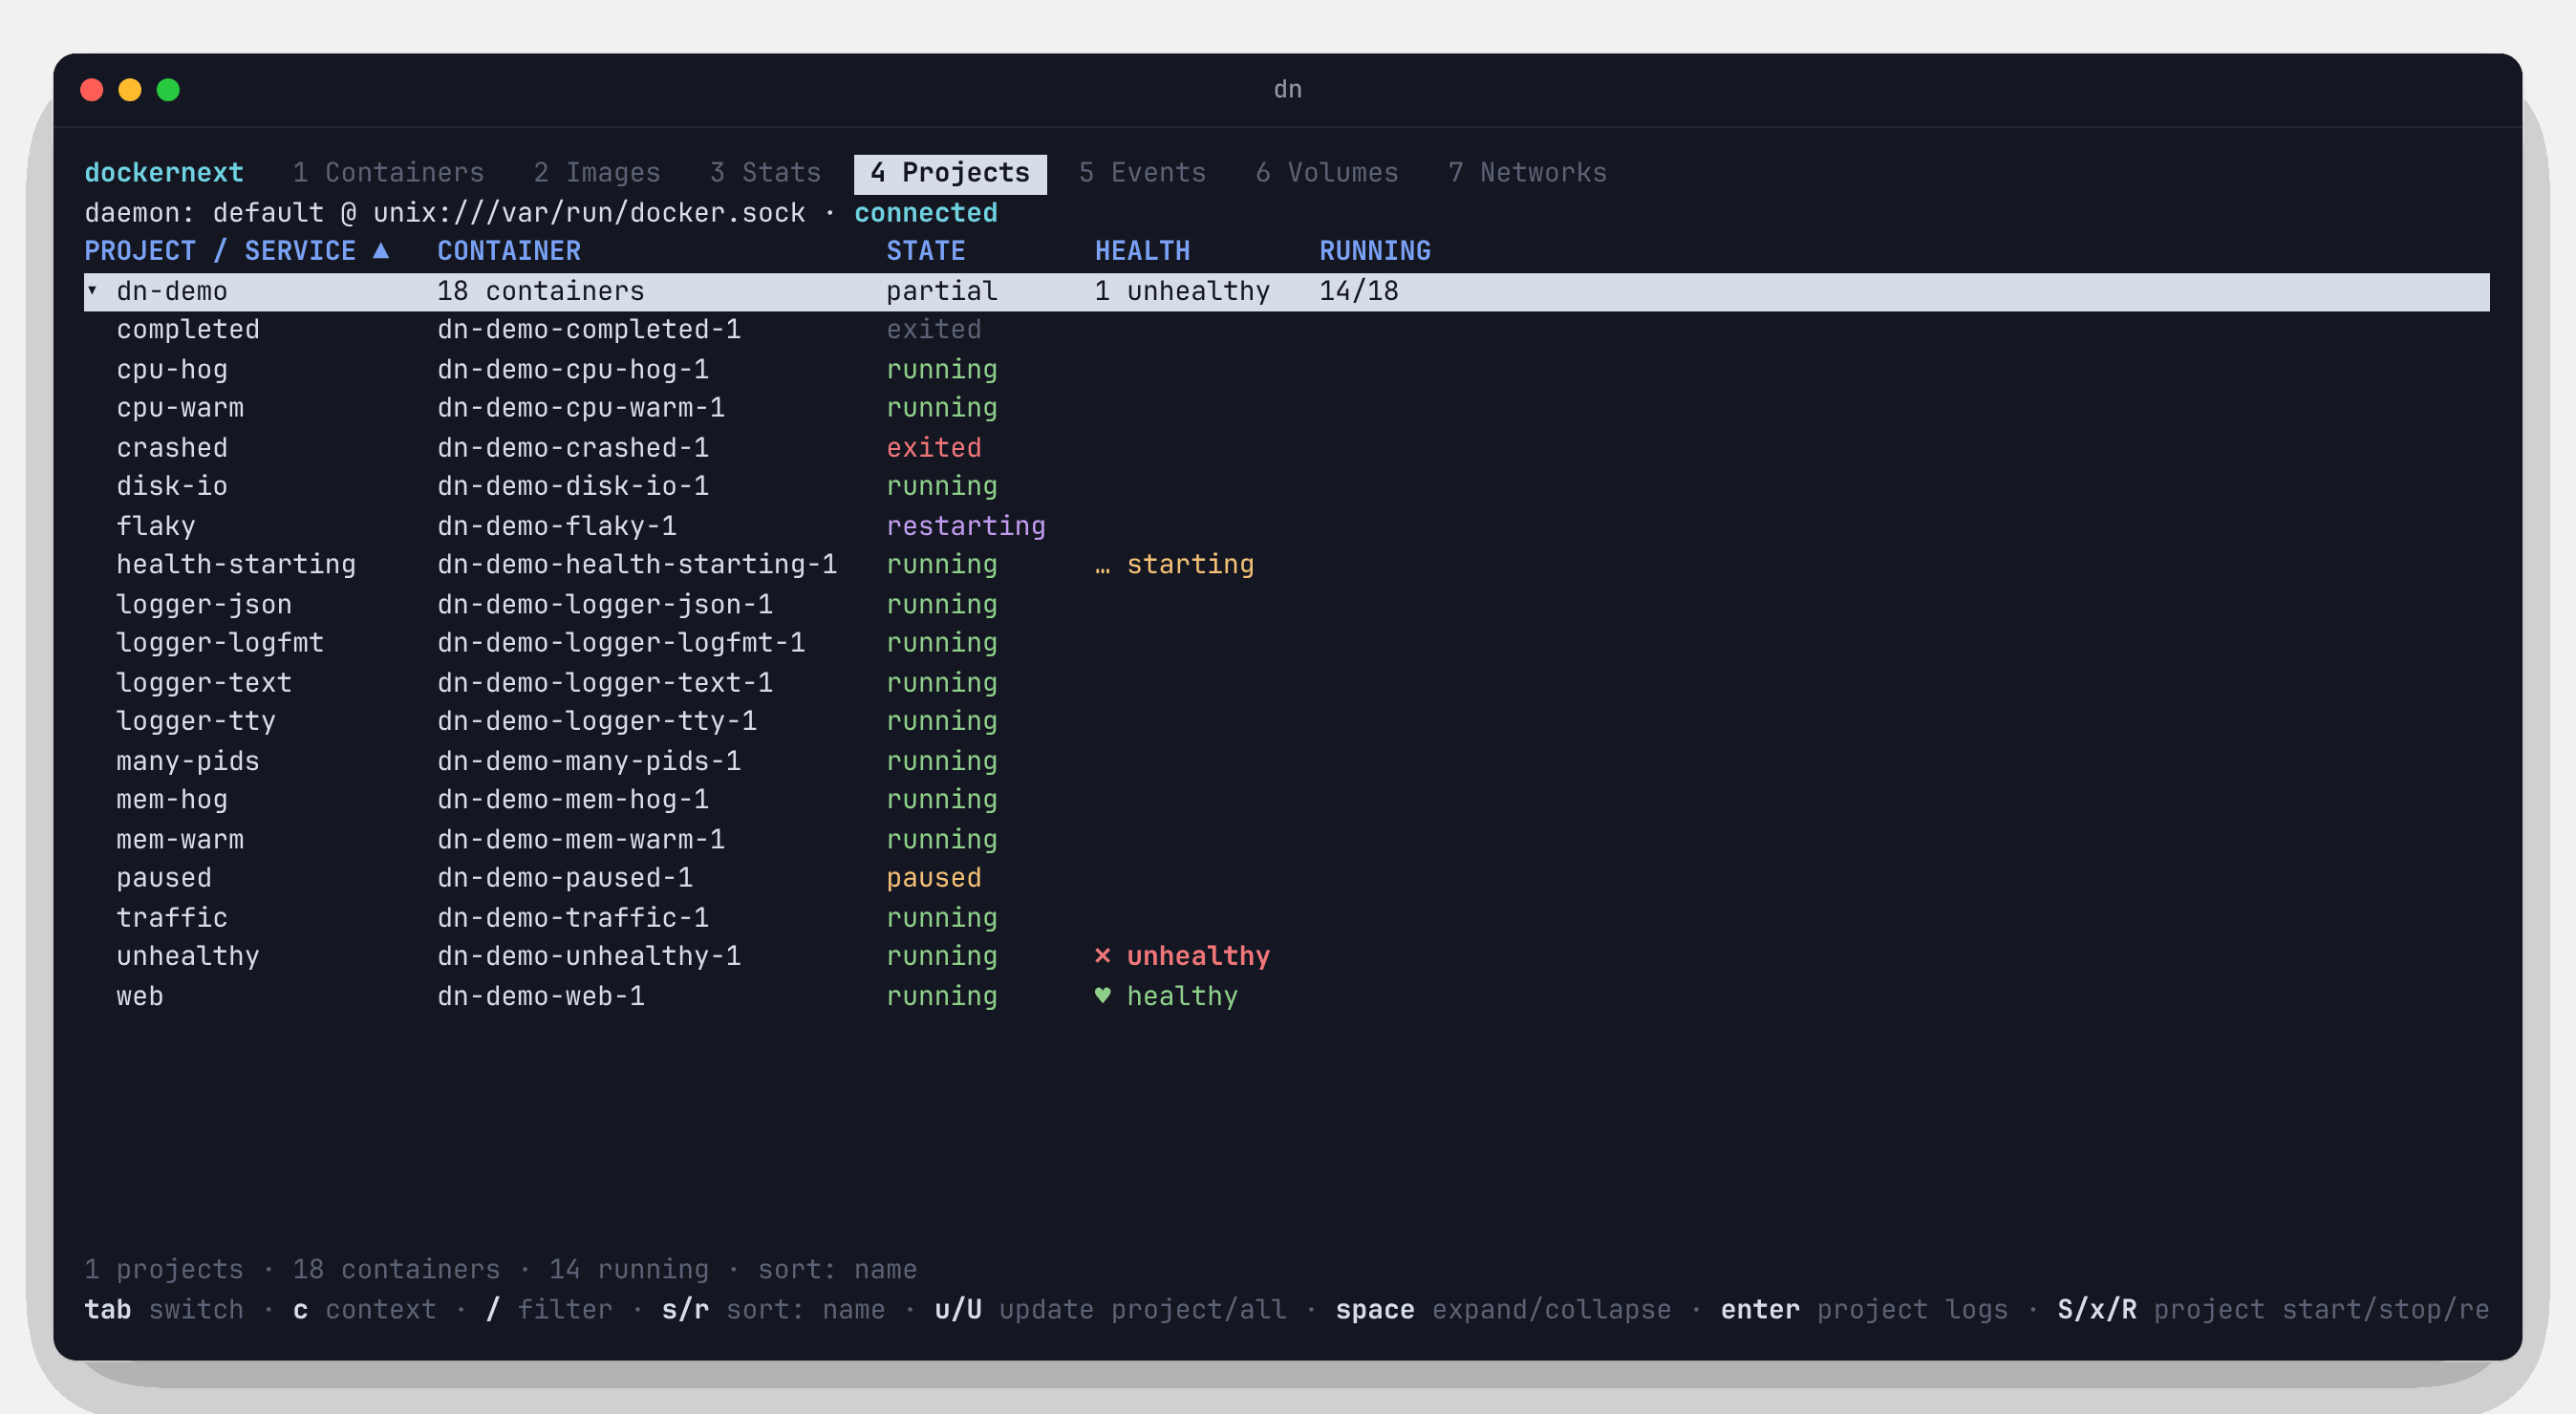 dn
dockernext 1 Containers 2 Images 3 Stats 4 Projects 5 Events 6 Volumes 7 Networks
daemon: default @ unix:///var/run/docker.sock · connected
PROJECT / SERVICE ▲ CONTAINER STATE HEALTH RUNNING
▾ dn-demo 18 containers partial 1 unhealthy 14/18
completed dn-demo-completed-1 exited
cpu-hog dn-demo-cpu-hog-1 running
cpu-warm dn-demo-cpu-warm-1 running
crashed dn-demo-crashed-1 exited
disk-io dn-demo-disk-io-1 running
flaky dn-demo-flaky-1 restarting
health-starting dn-demo-health-starting-1 running … starting
logger-json dn-demo-logger-json-1 running
logger-logfmt dn-demo-logger-logfmt-1 running
logger-text dn-demo-logger-text-1 running
logger-tty dn-demo-logger-tty-1 running
many-pids dn-demo-many-pids-1 running
mem-hog dn-demo-mem-hog-1 running
mem-warm dn-demo-mem-warm-1 running
paused dn-demo-paused-1 paused
traffic dn-demo-traffic-1 running
unhealthy dn-demo-unhealthy-1 running × unhealthy
web dn-demo-web-1 running ♥ healthy
1 projects · 18 containers · 14 running · sort: name
tab switch · c context · / filter · s/r sort: name · u/U update project/all · space expand/collapse · enter project logs · S/x/R project start/stop/re